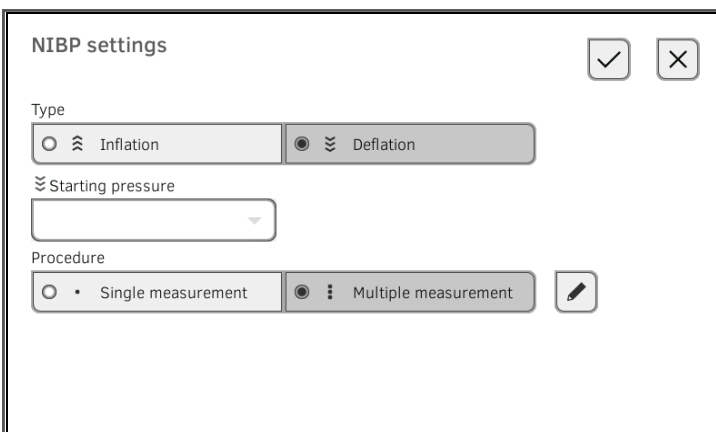 NIBP settings
Type
Inflation
Deflation
Starting pressure
Procedure
Single measurement
Multiple measurement